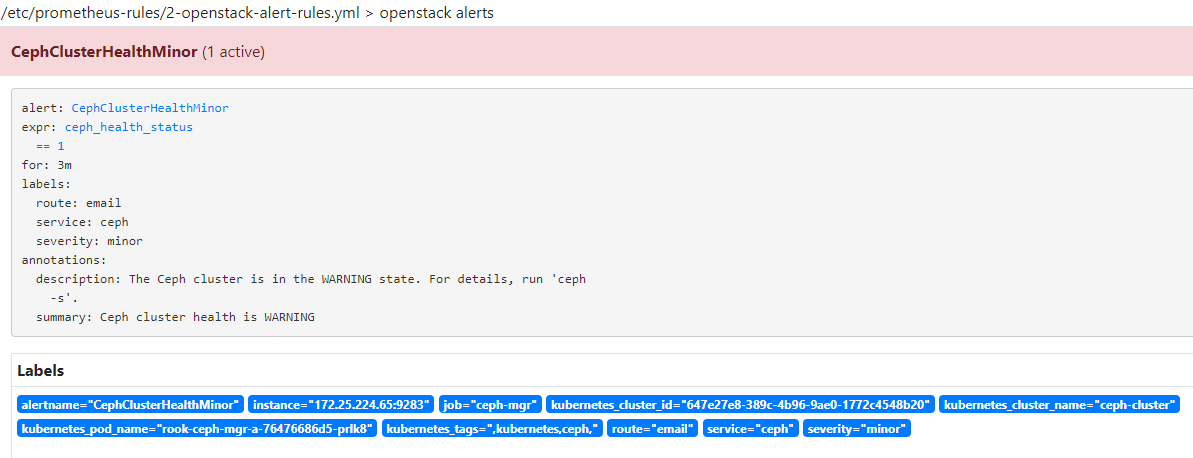 /etc/prometheus-rules/2-openstack-alert-rules.yml > openstack alerts
CephClusterHealthMinor (1 active)
alert: CephClusterHealthMinor
expr: ceph_health_status
== 1
for: 3m
labels:
route: email
service: ceph
severity: minor
annotations:
description: The Ceph cluster is in the WARNING state. For details, run 'ceph
-s'.
summary: Ceph cluster health is WARNING
Labels
alertname="CephClusterHealthMinor" instance="172.25.224.65:9283" job="ceph-mgr" kubernetes_cluster_id="647e27e8-389c-4b96-9ae0-1772c4548b20" kubernetes_cluster_name="ceph-cluster"
kubernetes_pod_name="rook-ceph-mgr-a-76476686d5-prlk8" kubernetes_tags=",kubernetes,ceph," route="email" service="ceph" severity="minor"